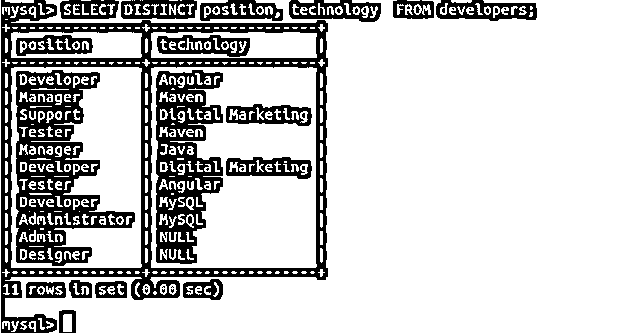 mysql> SELECT DISTINCT position, technology  FROM developers;
+---------------+-------------------+
| position      | technology        |
+---------------+-------------------+
| Developer     | Angular           |
| Manager       | Maven             |
| Support       | Digital Marketing |
| Tester        | Maven             |
| Manager       | Java              |
| Developer     | Digital Marketing |
| Tester        | Angular           |
| Developer     | MySQL             |
| Administrator | MySQL             |
| Admin         | NULL              |
| Designer      | NULL              |
+---------------+-------------------+
11 rows in set (0.00 sec)
mysql>